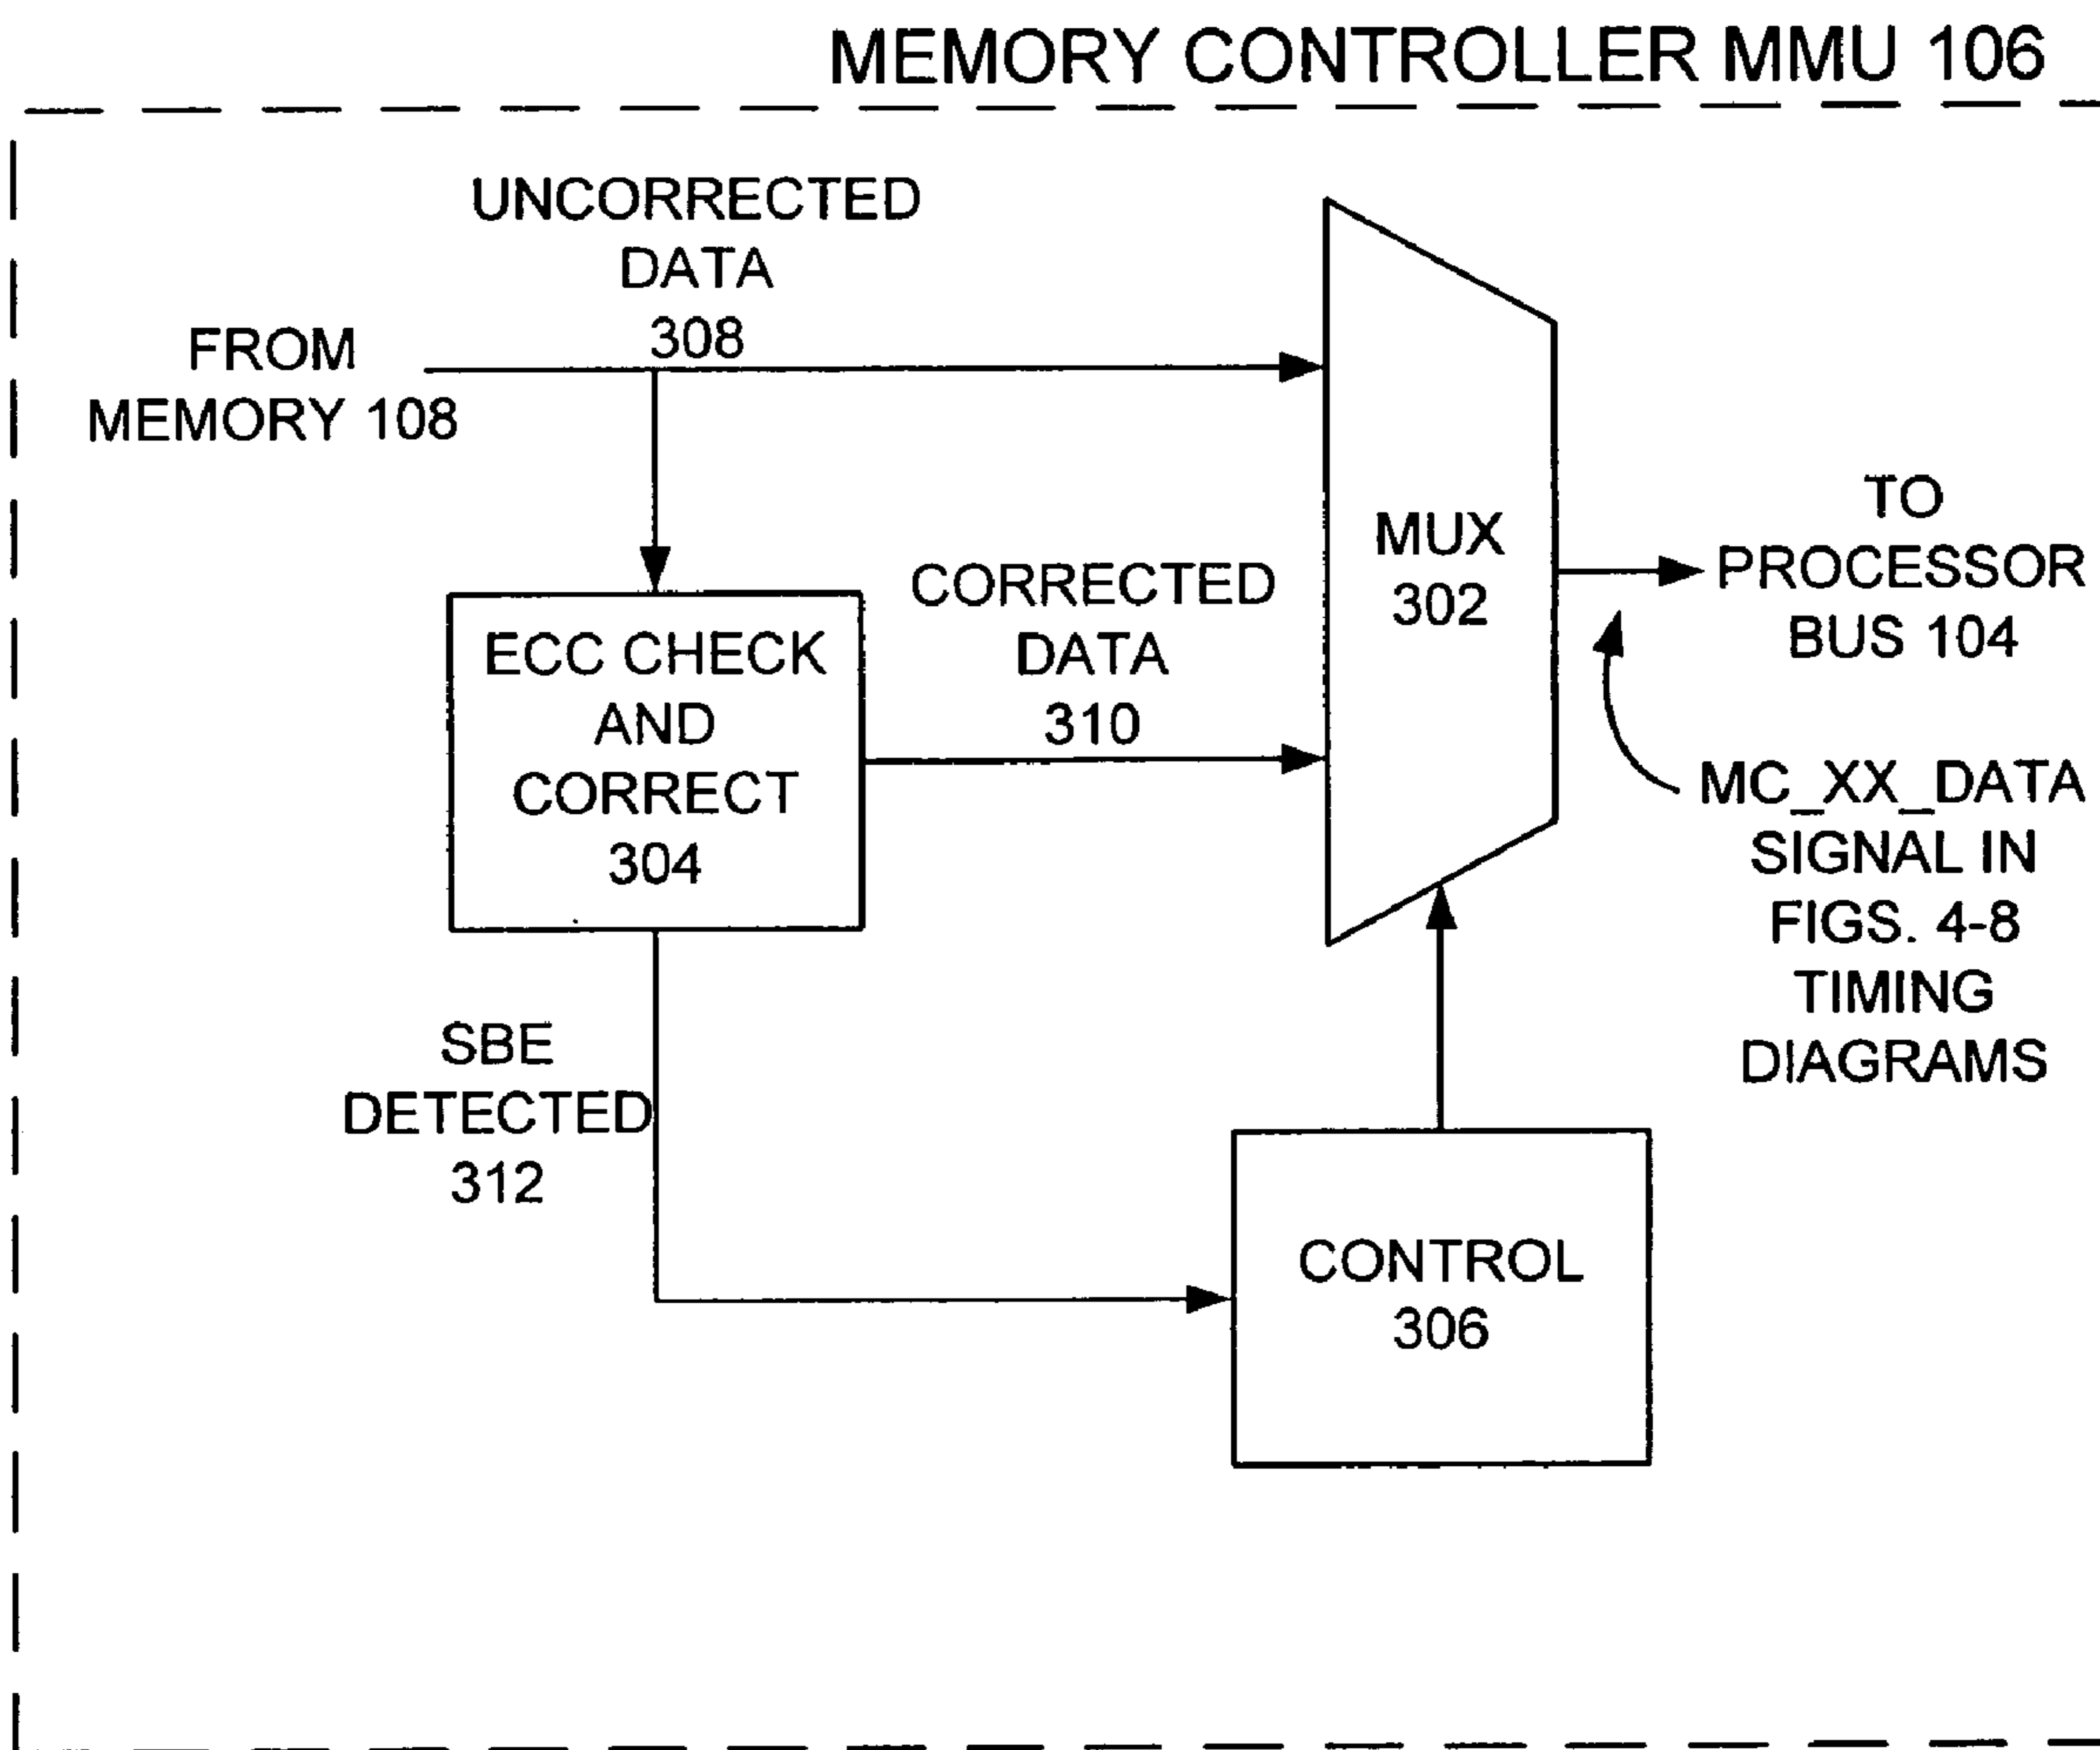 MEMORY CONTROLLER MMU 106
UNCORRECTED
DATA
308
FROM
MEMORY 108
MUX
302
TO
PROCESSOR
BUS 104
CORRECTED
DATA
310
ECC CHECK
AND
CORRECT
304
MC_XX_DATA
SIGNAL IN
FIGS. 4-8
TIMING
DIAGRAMS
SBE
DETECTED
312
CONTROL
306